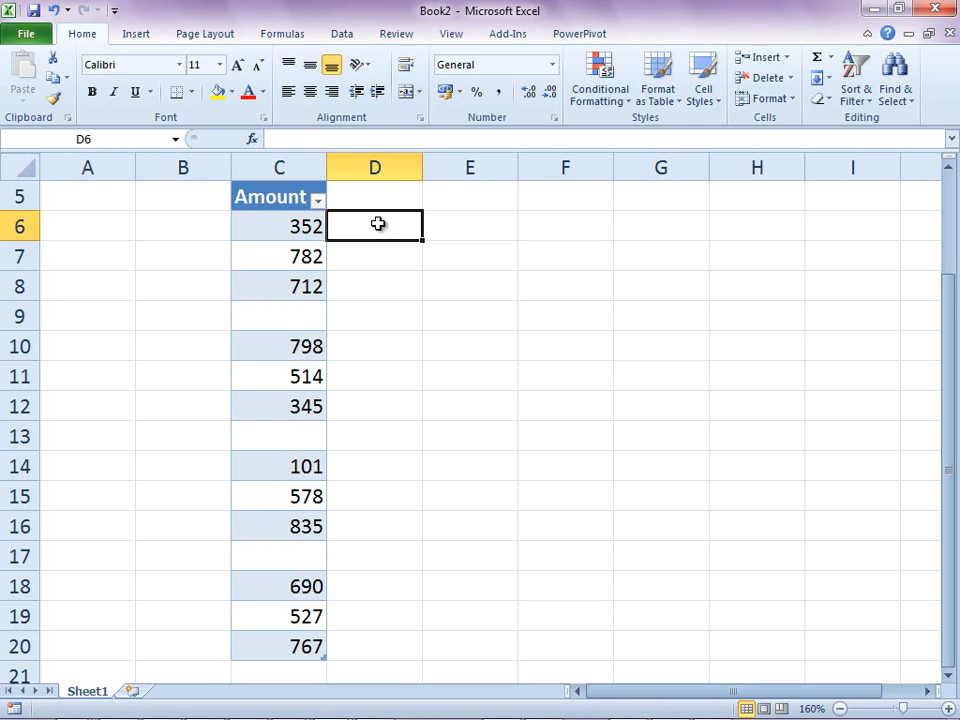 Book2 - Microsoft Excel
File Home Insert Page Layout Formulas Data Review View Add-Ins PowerPivot
Paste
Calibri 11 A A
B I U A
General
$ % , .00
Conditional Formatting
Format as Table
Cell Styles
Insert
Delete
Format
Σ
Sort & Filter
Find & Select
Clipboard Font Alignment Number Styles Cells Editing
D6 fx
A B C D E F G H I
5 Amount
6 352
7 782
8 712
9
10 798
11 514
12 345
13
14 101
15 578
16 835
17
18 690
19 527
20 767
21
Sheet1
160%